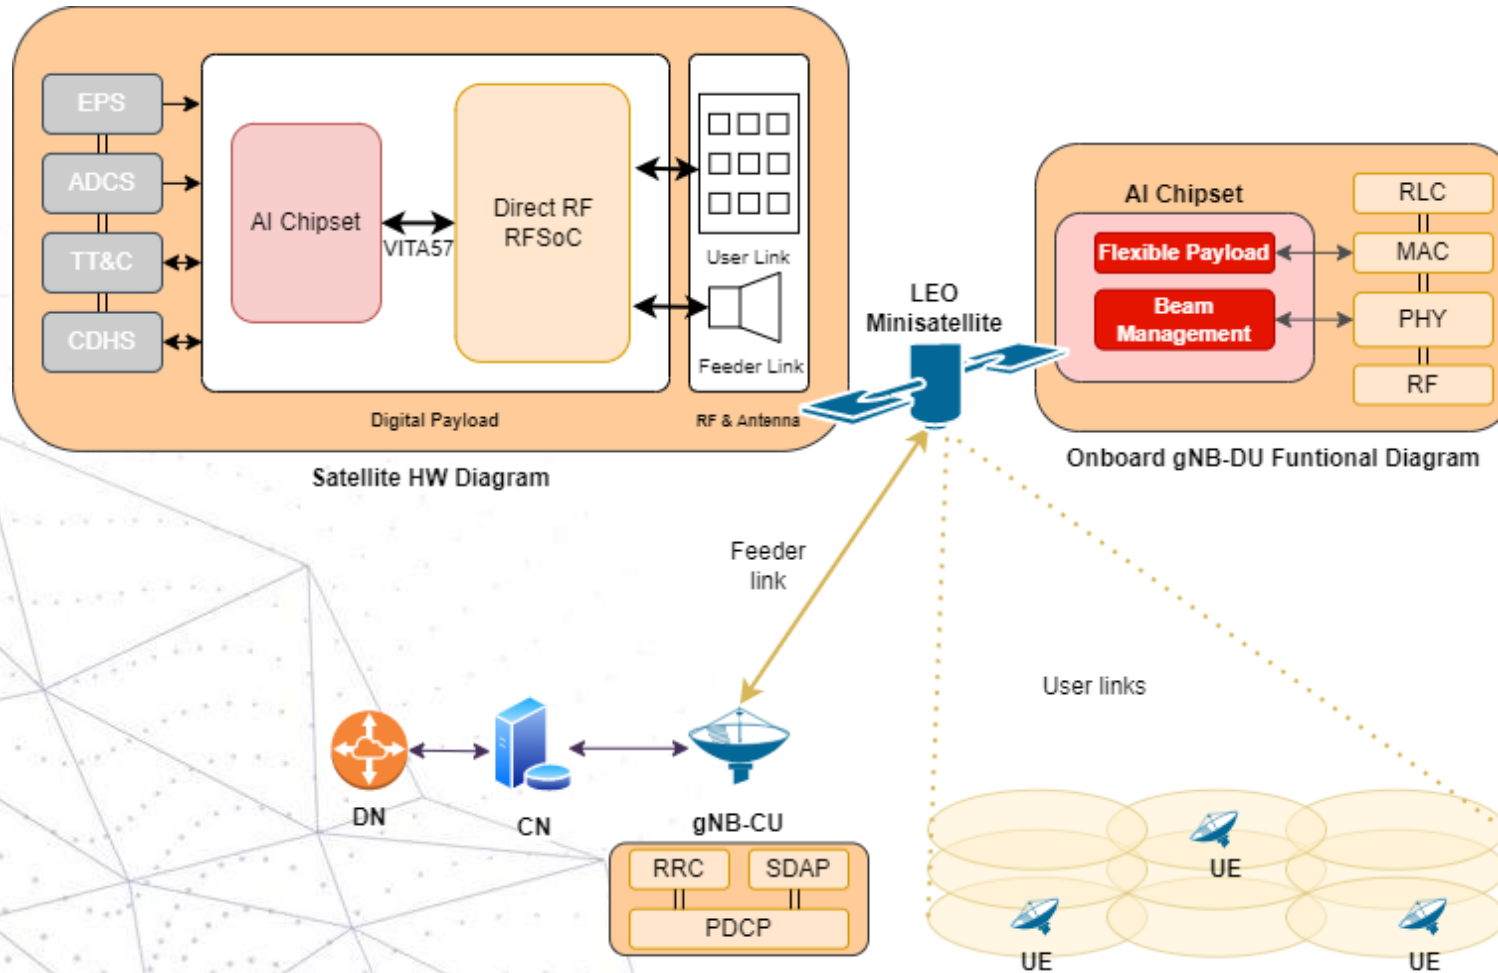 EPS
ADCS
TT&C
CDHS
AI Chipset
VITA57
Direct RF
RFSoC
User Link
Feeder Link
Digital Payload
RF & Antenna
Satellite HW Diagram
LEO
Minisatellite
AI Chipset
Flexible Payload
Beam
Management
RLC
MAC
PHY
RF
Onboard gNB-DU Funtional Diagram
Feeder
link
User links
DN
CN
gNB-CU
RRC
SDAP
PDCP
UE
UE
UE